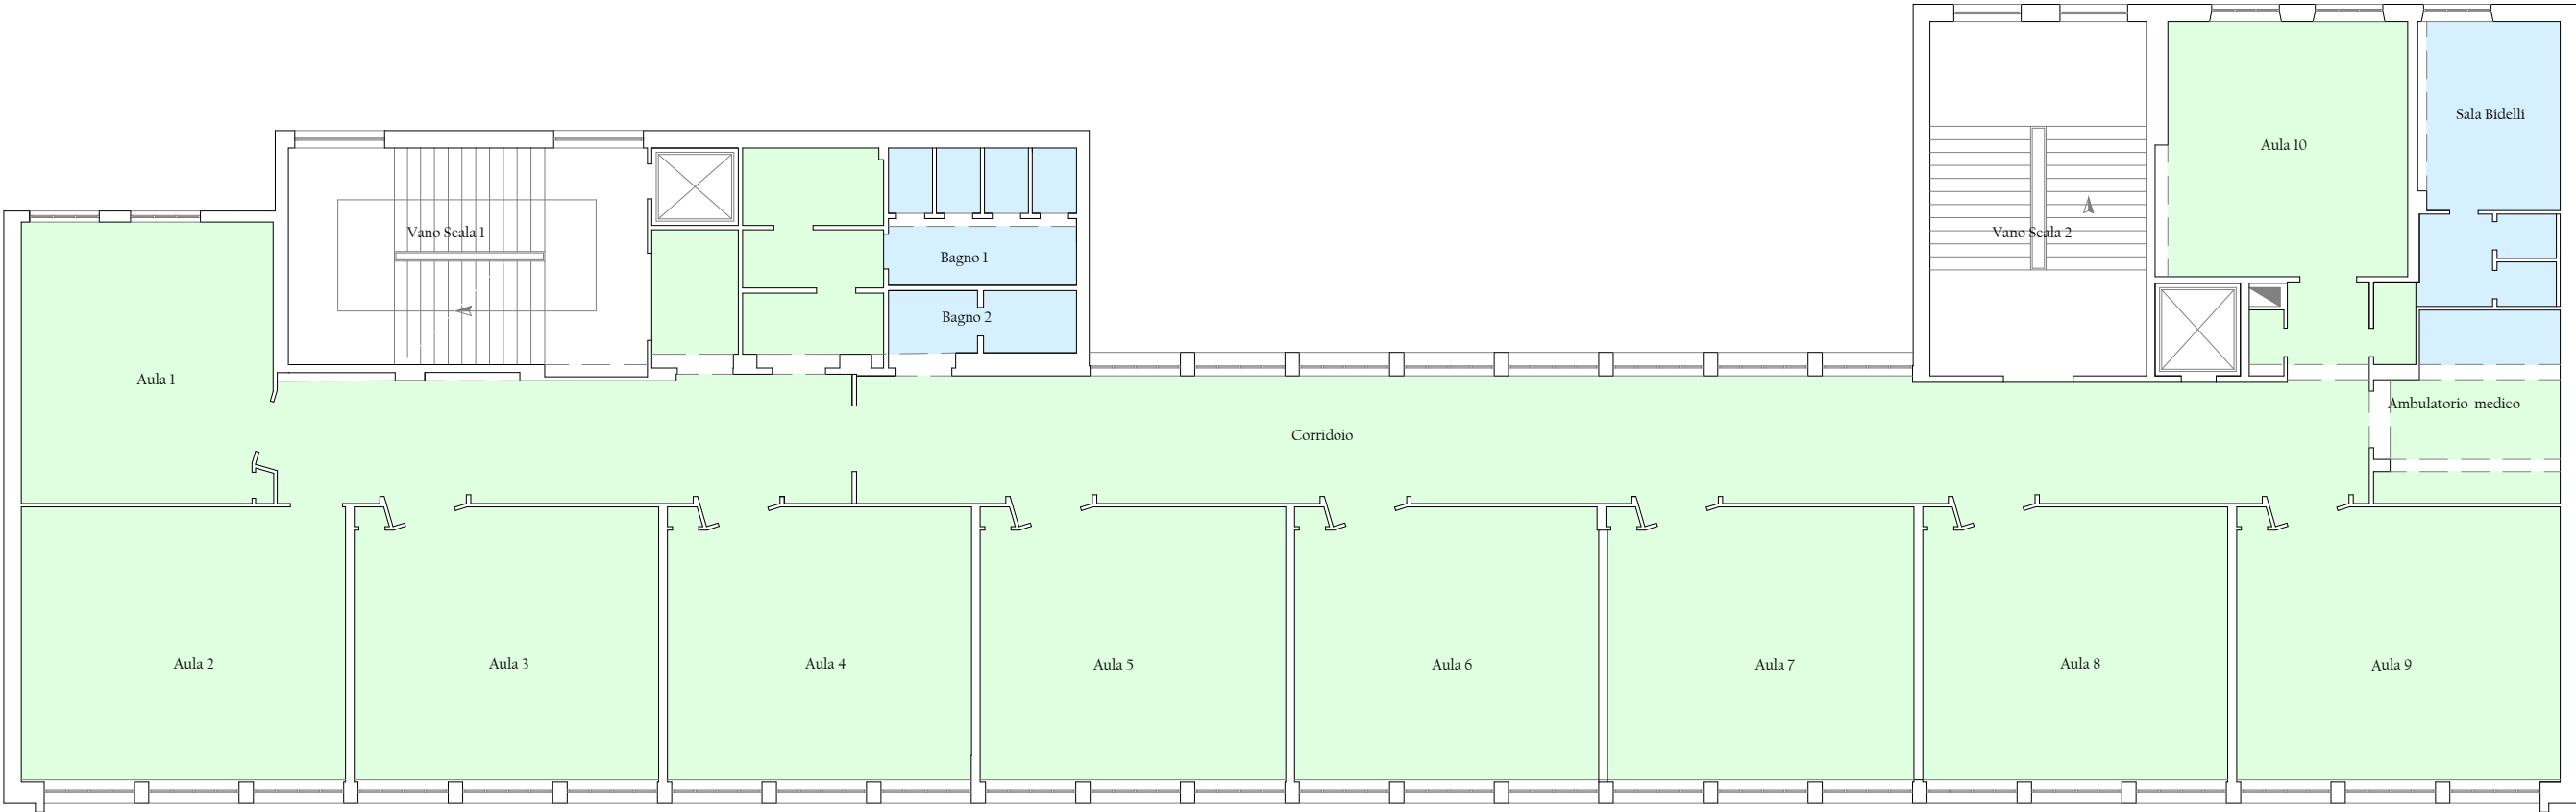 Sala Bidelli
Aula 10
Vano Scala 1
Vano Scala 2
Bagno 1
Bagno 2
Aula 1
Ambulatorio medico
Corridoio
Aula 2
Aula 3
Aula 4
Aula 5
Aula 6
Aula 7
Aula 8
Aula 9